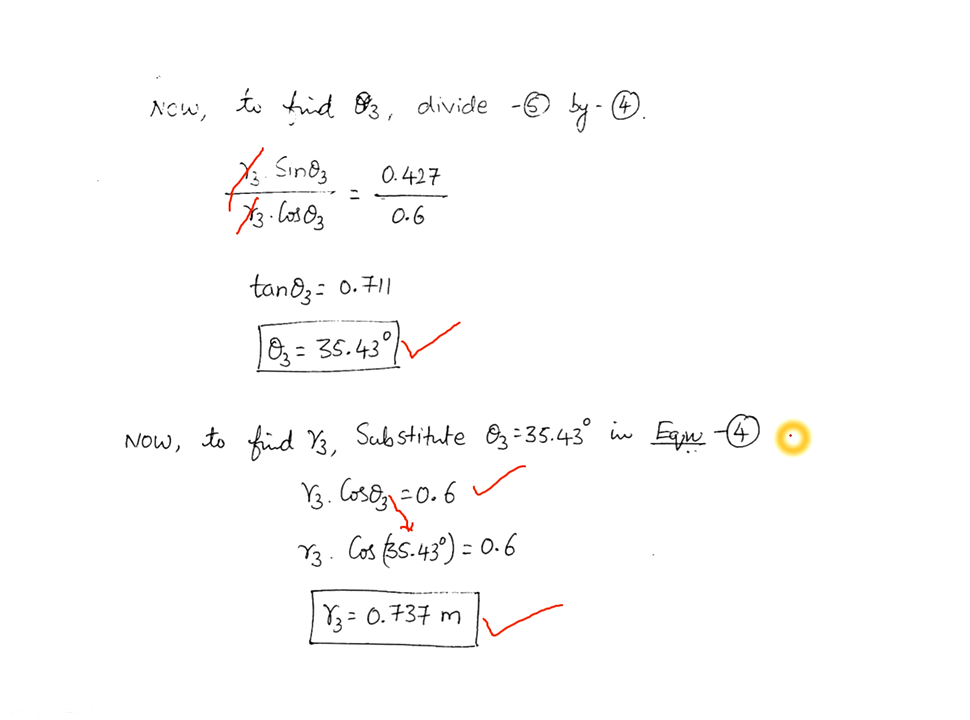 Now, to find θ3, divide -⑤ by -④.
r3. Sinθ3 / r3. Cosθ3 = 0.427 / 0.6
tanθ3 = 0.711
θ3 = 35.43°
Now, to find r3, Substitute θ3 = 35.43° in Eqn -④
r3. Cosθ3 = 0.6
r3. Cos(35.43°) = 0.6
r3 = 0.737 m